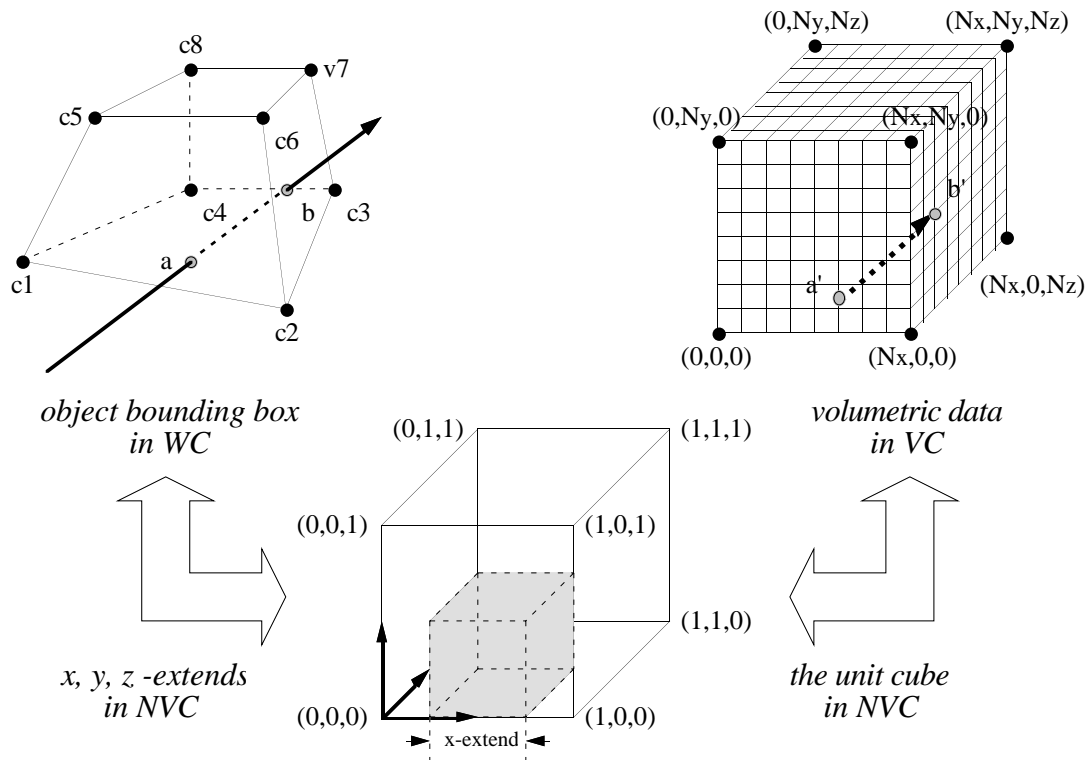 c8
v7
c5
c6
c4
b
c3
a
c1
c2
object bounding box
in WC
(0,Ny,Nz)
(Nx,Ny,Nz)
(0,Ny,0)
(Nx,Ny,0)
b'
a'
(Nx,0,Nz)
(0,0,0)
(Nx,0,0)
volumetric data
in VC
(0,1,1)
(1,1,1)
(0,0,1)
(1,0,1)
(1,1,0)
(0,0,0)
(1,0,0)
x-extend
x, y, z -extends
in NVC
the unit cube
in NVC